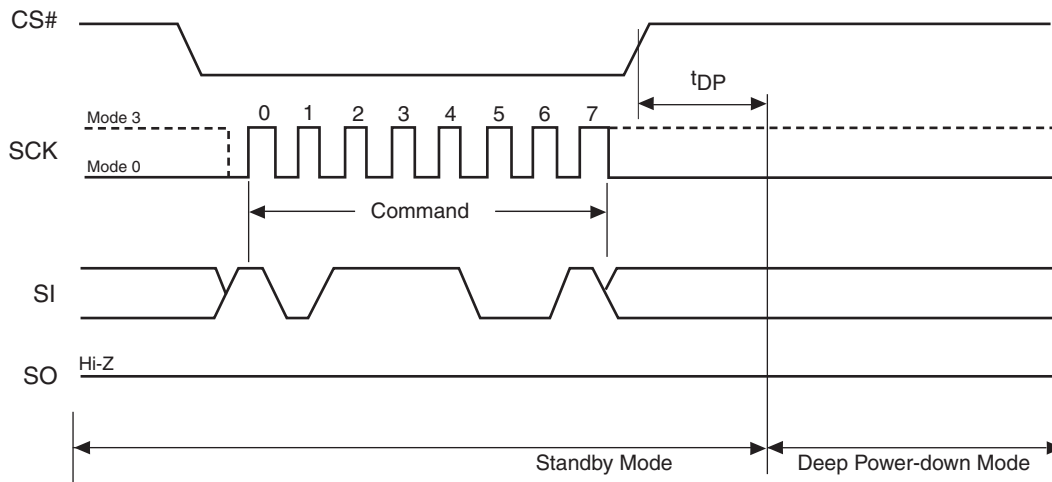 CS#
tDP
Mode 3
0 1 2 3 4 5 6 7
SCK
Mode 0
Command
SI
Hi-Z
SO
Standby Mode
Deep Power-down Mode